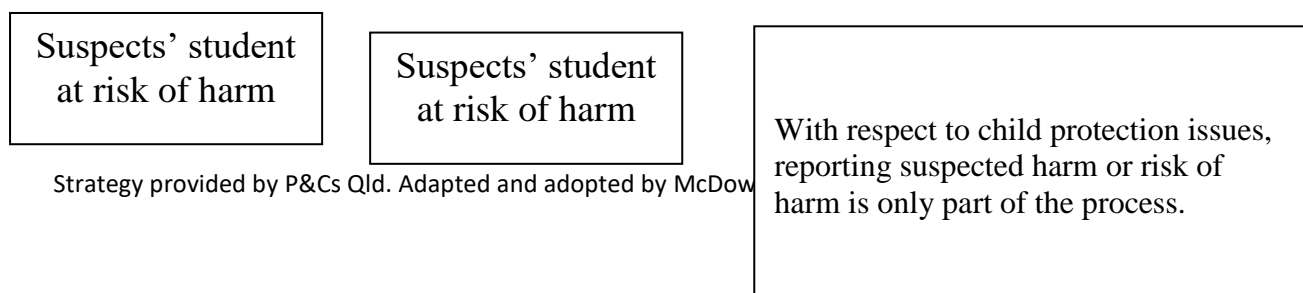 Suspects’ student
at risk of harm
Suspects’ student
at risk of harm
With respect to child protection issues,
reporting suspected harm or risk of
harm is only part of the process.
Strategy provided by P&Cs Qld. Adapted and adopted by